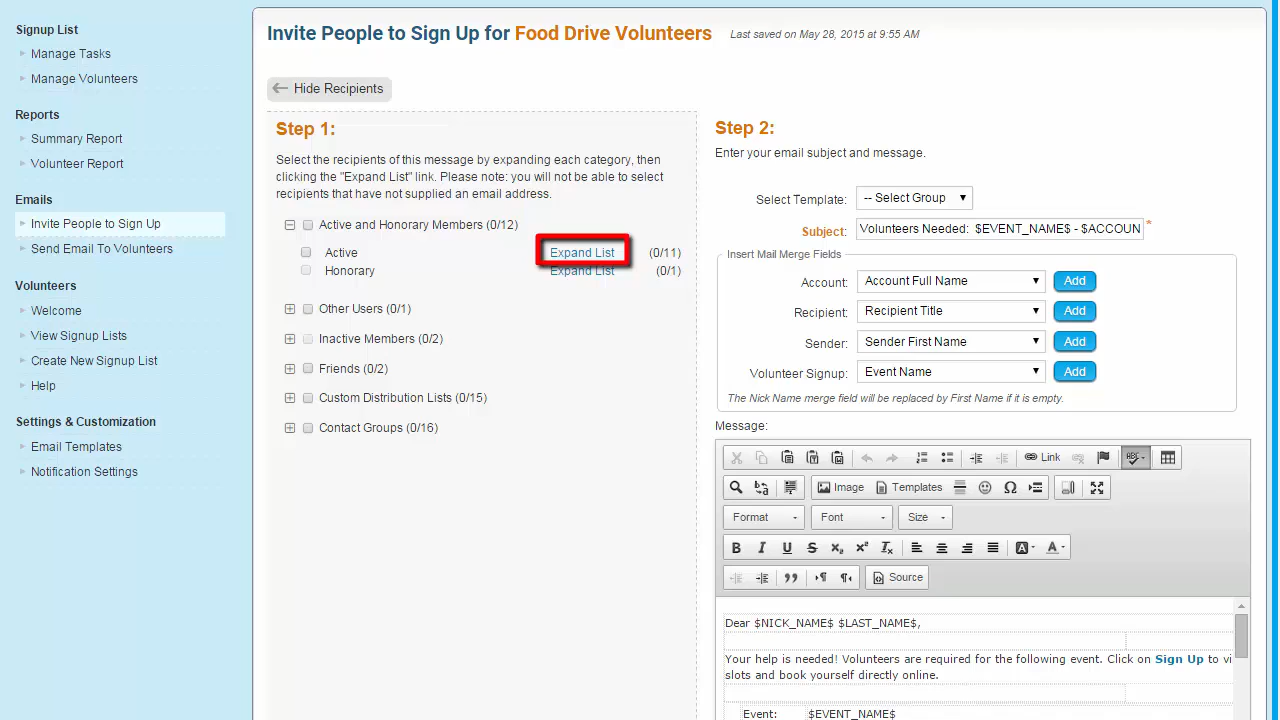 Signup List
Manage Tasks
Manage Volunteers
Reports
Summary Report
Volunteer Report
Emails
Invite People to Sign Up
Send Email To Volunteers
Volunteers
Welcome
View Signup Lists
Create New Signup List
Help
Settings & Customization
Email Templates
Notification Settings
Invite People to Sign Up for Food Drive Volunteers Last saved on May 28, 2015 at 9:55 AM
Hide Recipients
Step 1:
Select the recipients of this message by expanding each category, then
clicking the "Expand List" link. Please note: you will not be able to select
recipients that have not supplied an email address.
Active and Honorary Members (0/12)
Active Expand List (0/11)
Honorary Expand List (0/1)
Other Users (0/1)
Inactive Members (0/2)
Friends (0/2)
Custom Distribution Lists (0/15)
Contact Groups (0/16)
Step 2:
Enter your email subject and message.
Select Template: -- Select Group
Subject: Volunteers Needed: $EVENT_NAME$ - $ACCOUN *
Insert Mail Merge Fields
Account: Account Full Name Add
Recipient: Recipient Title Add
Sender: Sender First Name Add
Volunteer Signup: Event Name Add
The Nick Name merge field will be replaced by First Name if it is empty.
Message:
Link ABC
Image Templates Ω
Format Font Size
B I U S x₂ x² Tx A A
Source
Dear $NICK_NAME$ $LAST_NAME$,
Your help is needed! Volunteers are required for the following event. Click on Sign Up to vi
slots and book yourself directly online.
Event: $EVENT_NAME$